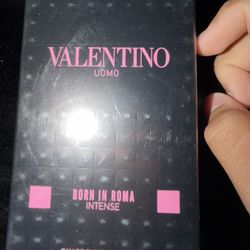 VALENTINO
UOMO
BORN IN ROMA
INTENSE